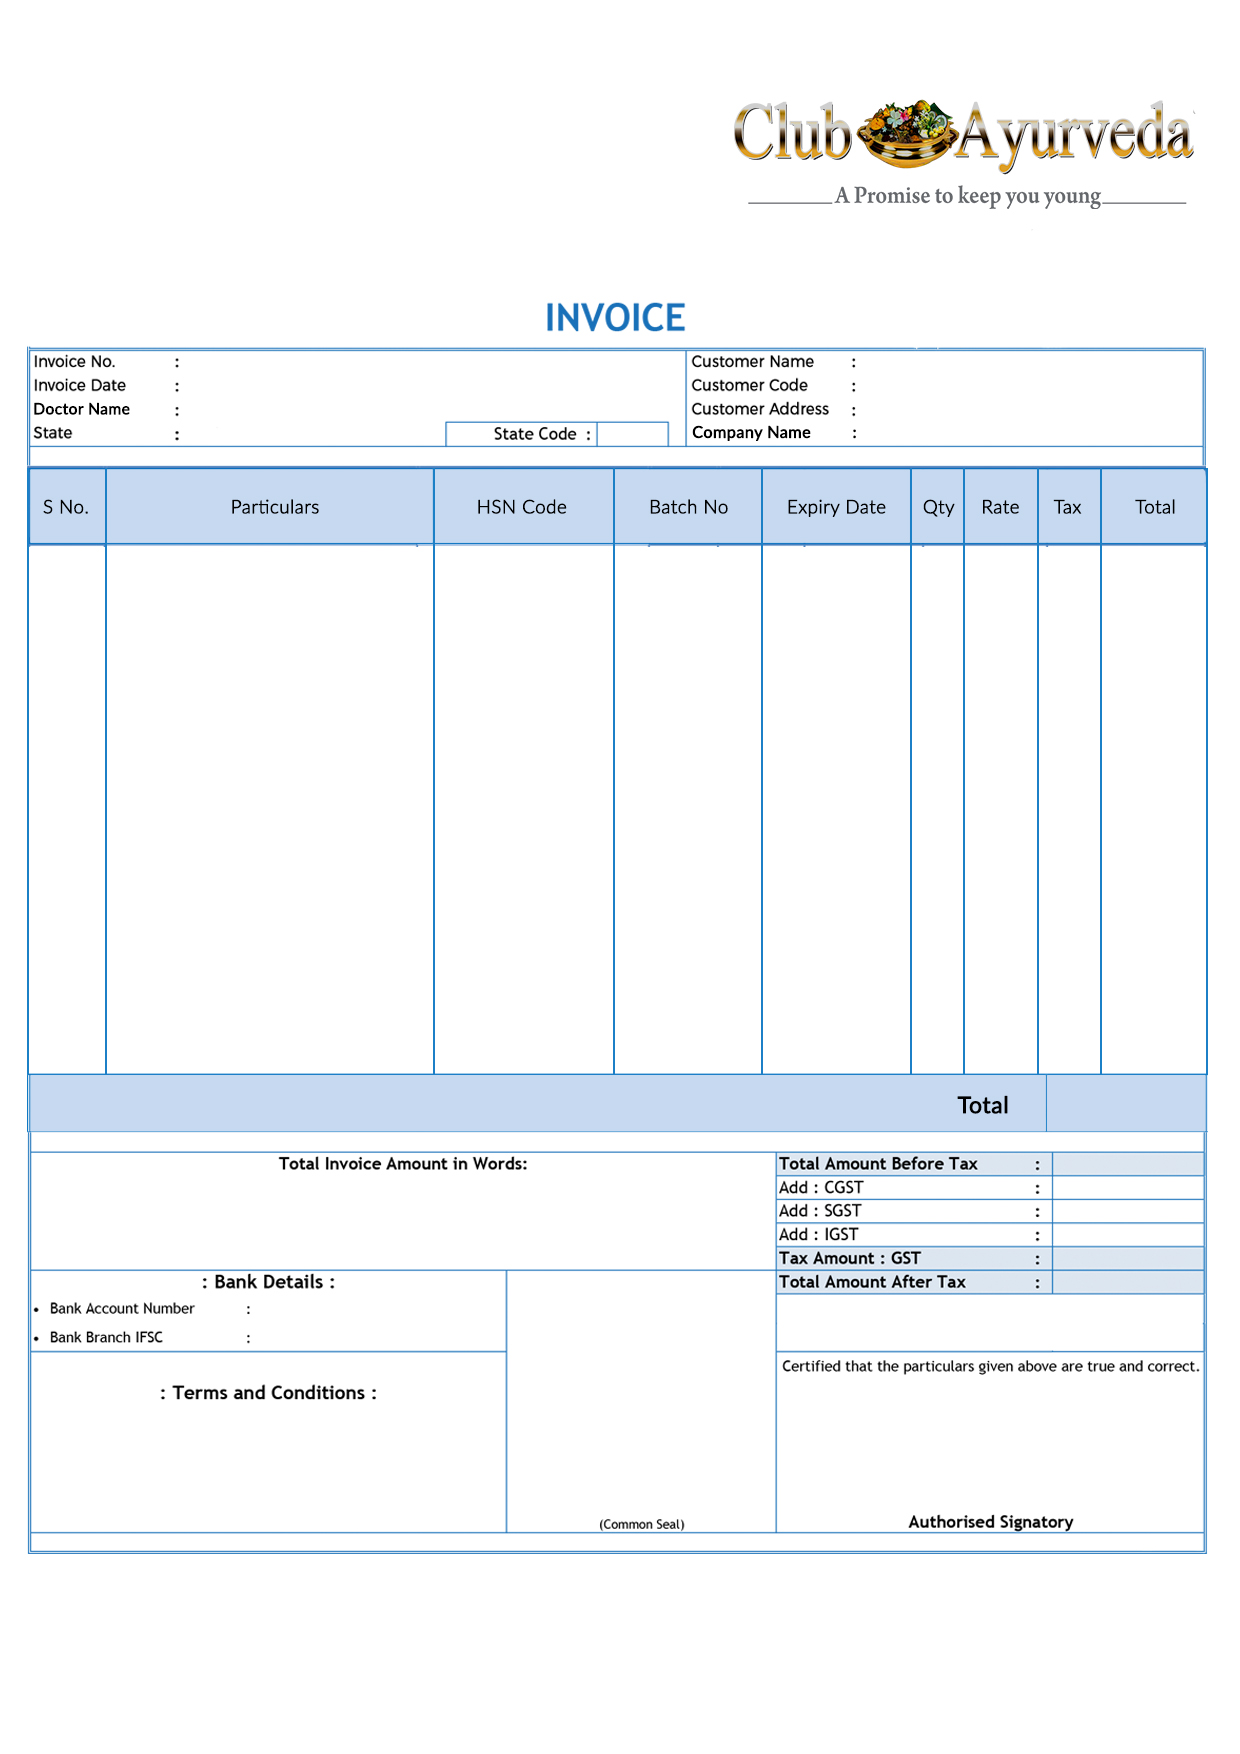 Club Ayurveda
A Promise to keep you young
INVOICE
Invoice No. :
Invoice Date :
Doctor Name :
State :
State Code :
Customer Name :
Customer Code :
Customer Address :
Company Name :
S No. Particulars HSN Code Batch No Expiry Date Qty Rate Tax Total
Total
Total Invoice Amount in Words:
Total Amount Before Tax :
Add : CGST :
Add : SGST :
Add : IGST :
Tax Amount : GST :
Total Amount After Tax :
: Bank Details :
• Bank Account Number :
• Bank Branch IFSC :
: Terms and Conditions :
(Common Seal)
Certified that the particulars given above are true and correct.
Authorised Signatory